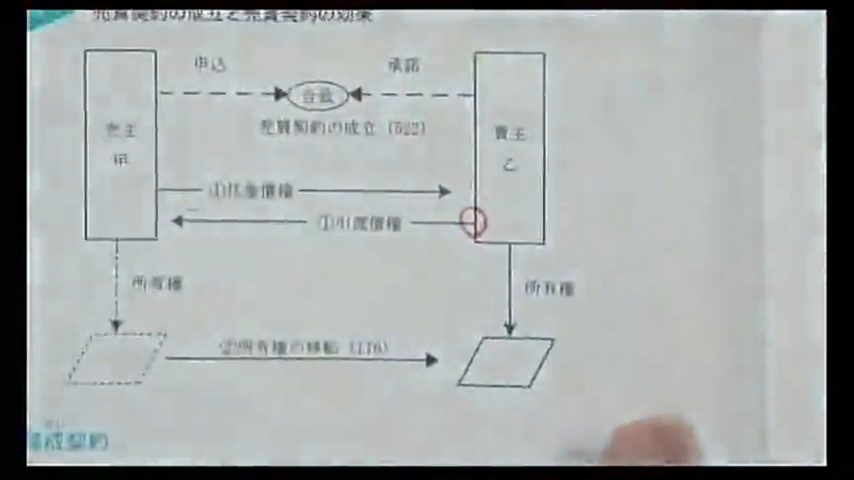 売買契約の成立と売買契約の効果
申込
承諾
合致
売買契約の成立 (522)
売主
甲
買主
乙
①代金債権
①引渡債権
所有権
所有権
②所有権の移転 (176)
諾成契約